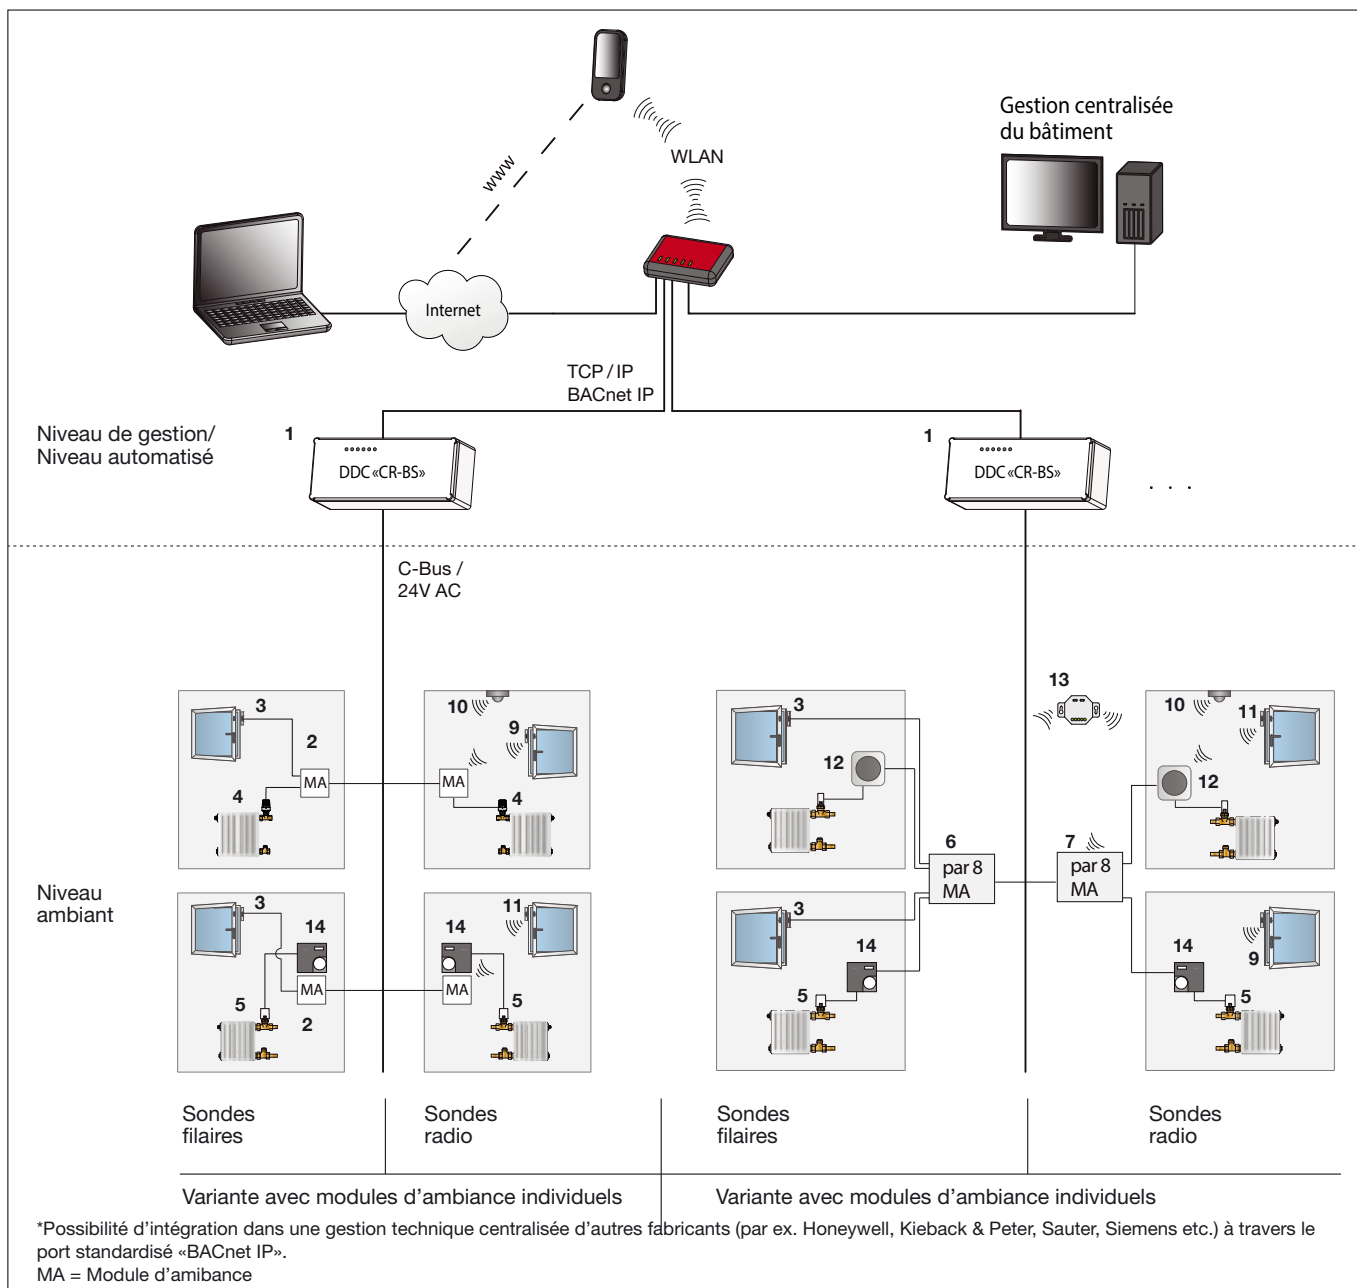 Gestion centralisée
du bâtiment
WLAN
www
Internet
TCP / IP
BACnet IP
Niveau de gestion/
Niveau automatisé
1
DDC «CR-BS»
1
DDC «CR-BS»
. . .
C-Bus /
24V AC
3
2
MA
4
10
9
MA
4
3
12
6
par 8
MA
13
7
par 8
MA
10
11
12
Niveau
ambiant
3
14
MA
5
2
11
14
MA
5
3
14
5
14
9
5
Sondes
filaires
Sondes
radio
Sondes
filaires
Sondes
radio
Variante avec modules d’ambiance individuels
Variante avec modules d’ambiance individuels
*Possibilité d’intégration dans une gestion technique centralisée d’autres fabricants (par ex. Honeywell, Kieback & Peter, Sauter, Siemens etc.) à travers le
port standardisé «BACnet IP».
MA = Module d’amibance